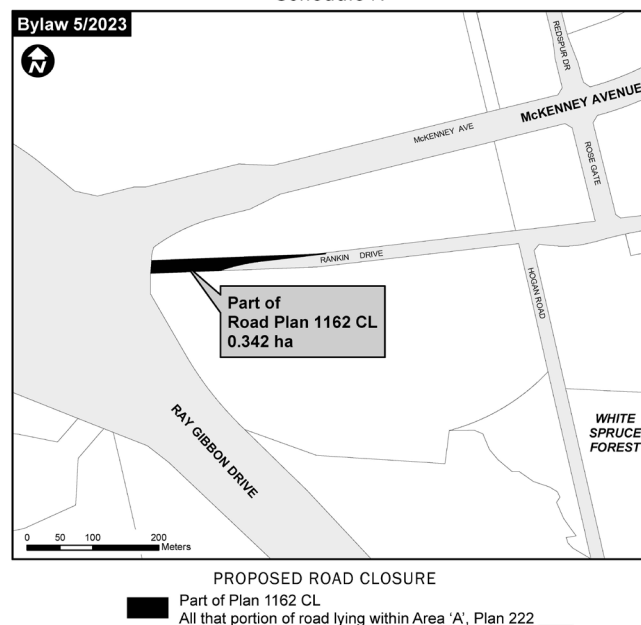 Bylaw 5/2023
N
REDSPUR DR
McKENNEY AVENUE
McKENNEY AVE
ROSE GATE
RANKIN DRIVE
HOGAN ROAD
Part of
Road Plan 1162 CL
0.342 ha
RAY GIBBON DRIVE
WHITE
SPRUCE
FOREST
0 50 100 200
Meters
PROPOSED ROAD CLOSURE
Part of Plan 1162 CL
All that portion of road lying within Area ‘A’, Plan 222